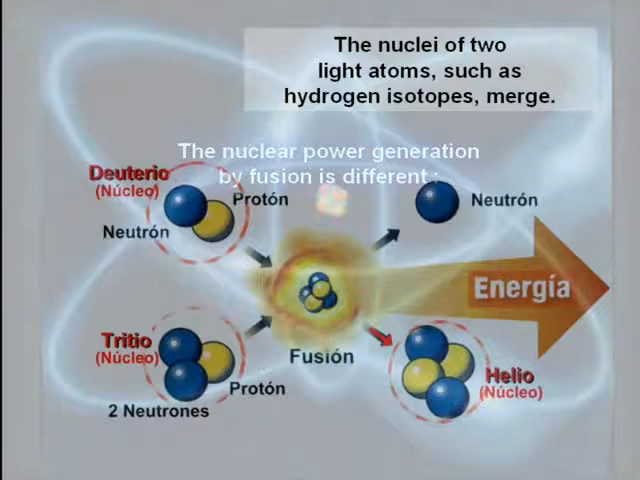 The nuclei of two
light atoms, such as
hydrogen isotopes, merge.
The nuclear power generation
by fusion is different :
Deuterio
(Núcleo)
Protón
Neutrón
Neutrón
Energía
Tritio
(Núcleo)
Fusión
Protón
2 Neutrones
Helio
(Núcleo)